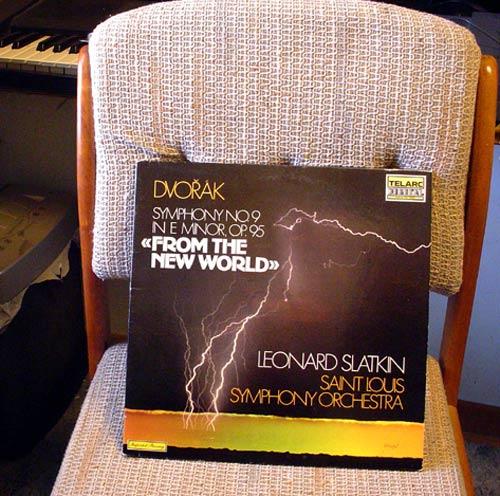 DVOŘÁK
TELARC
DIGITAL
SYMPHONY NO. 9
IN E MINOR, OP. 95
«FROM THE
NEW WORLD»
LEONARD SLATKIN
SAINT LOUIS
SYMPHONY ORCHESTRA